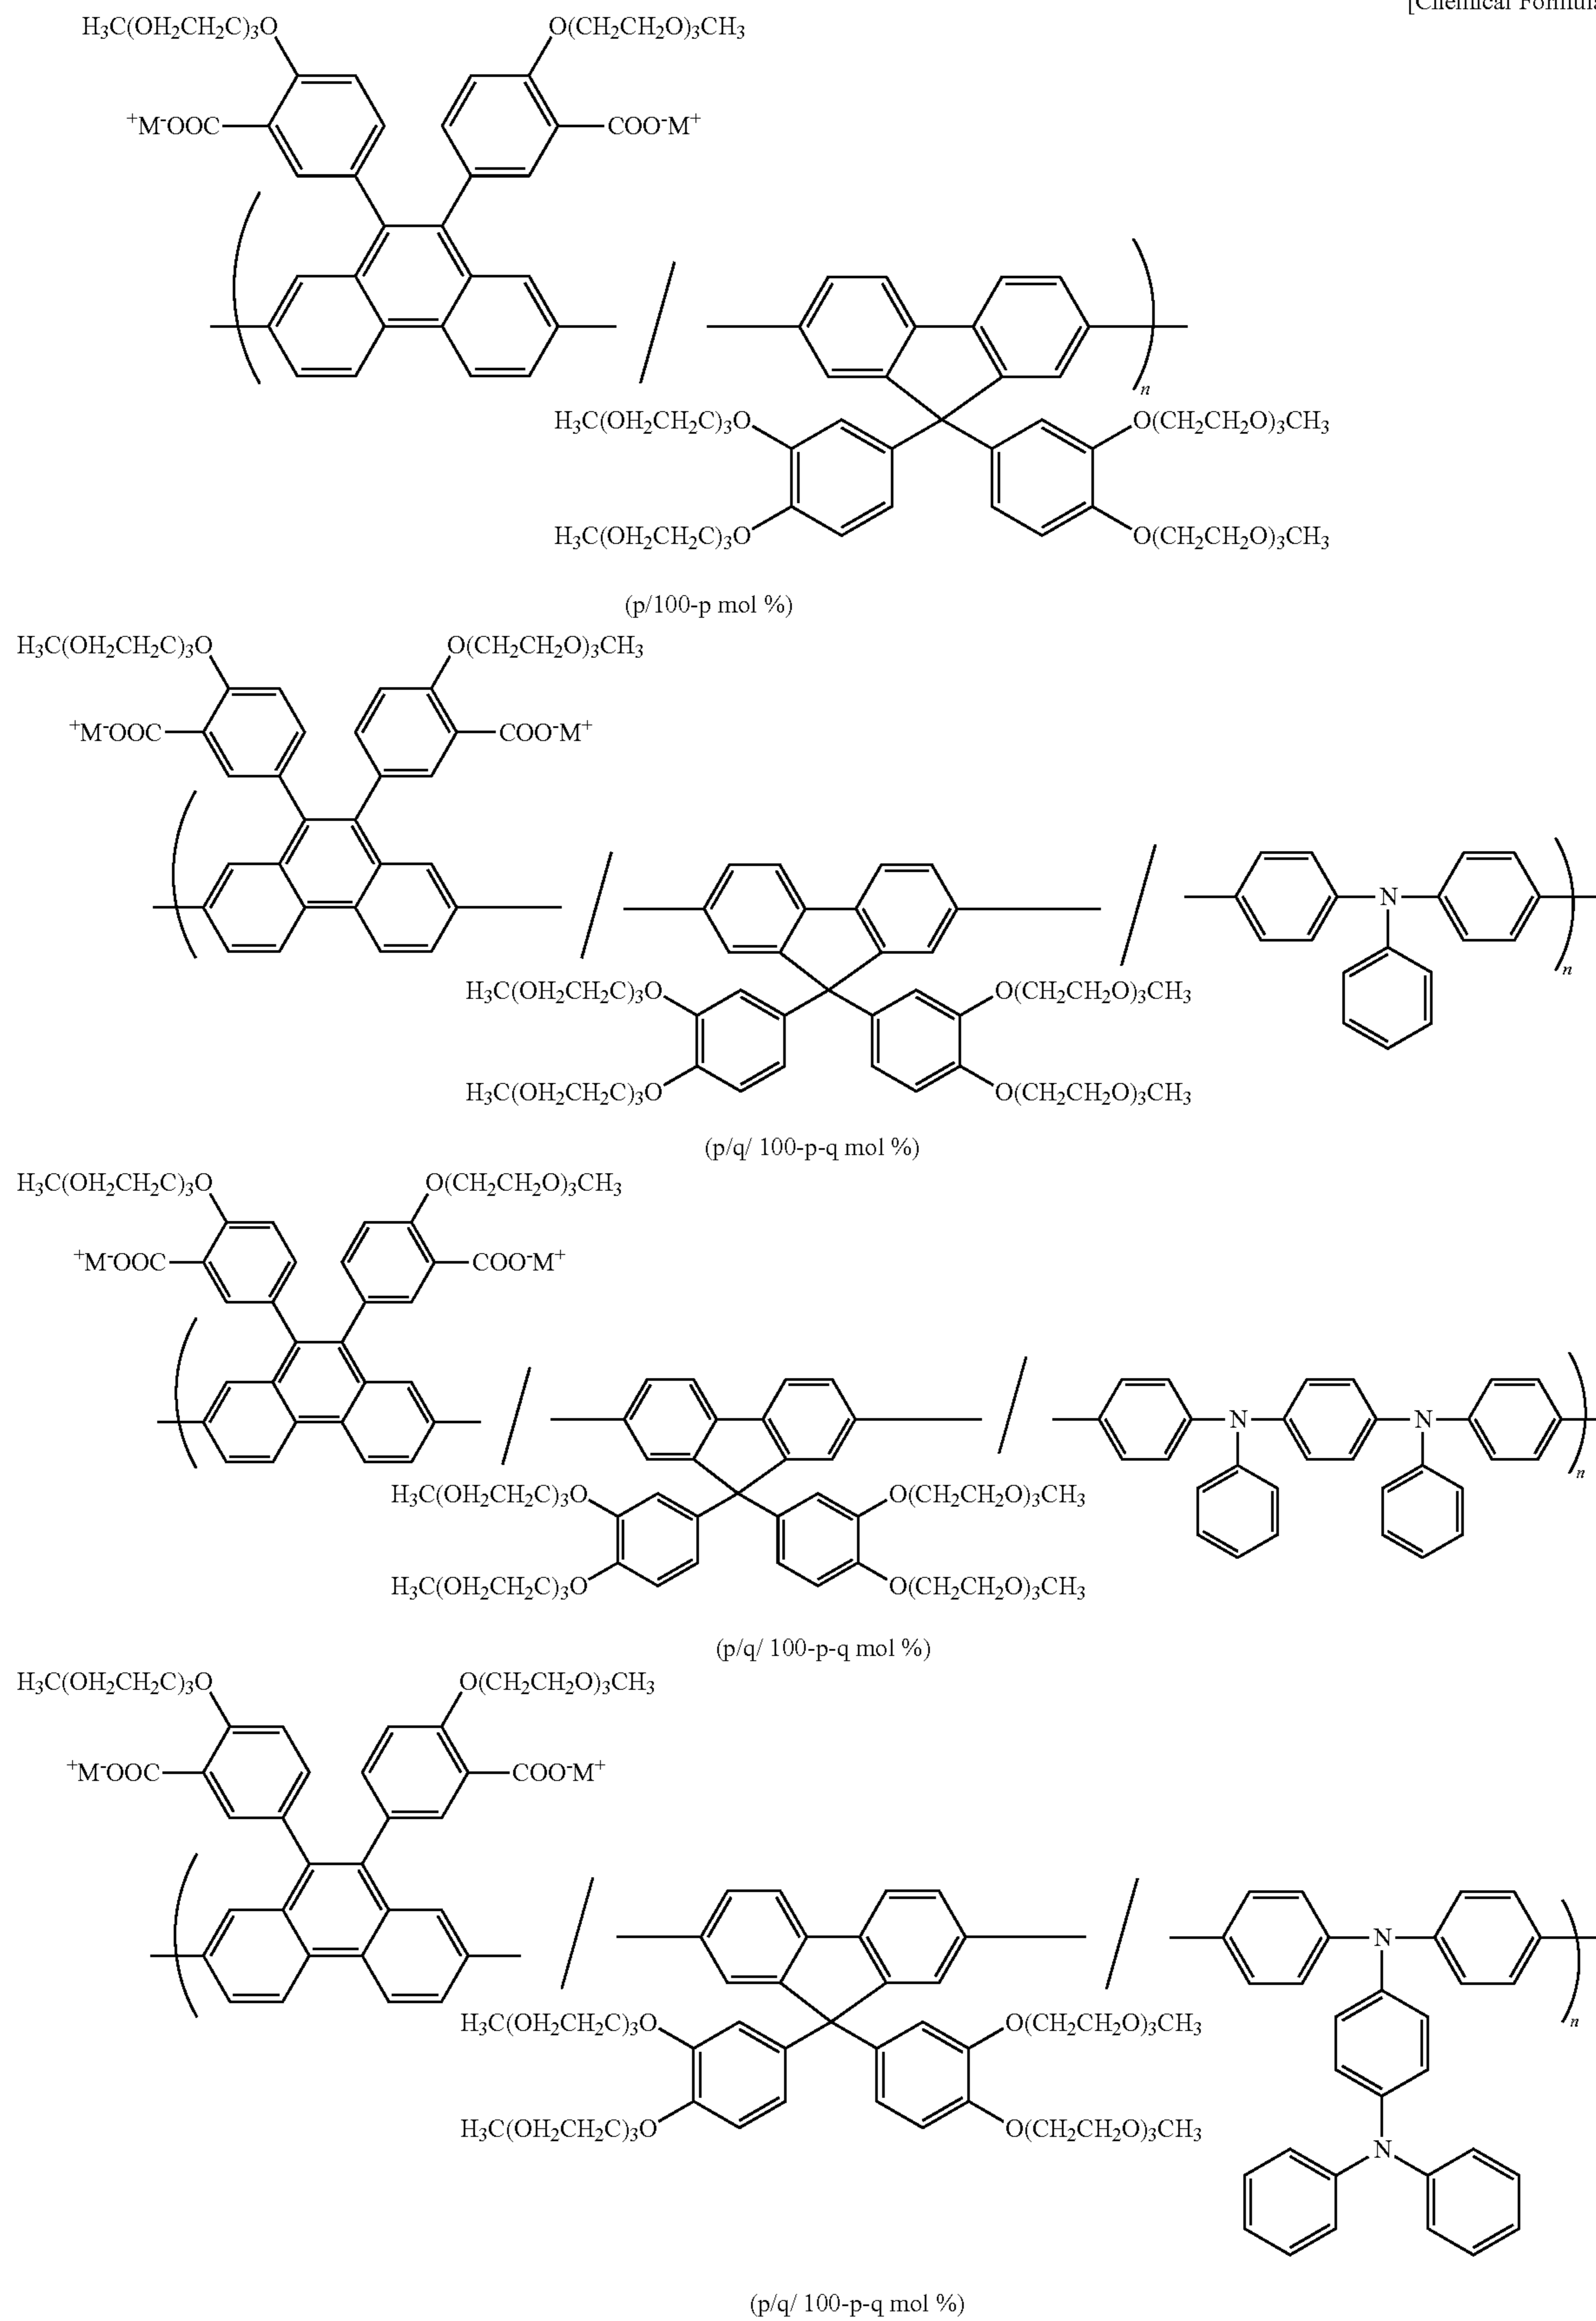 [Chemical Formula
H₃C(OH₂CH₂C)₃O O(CH₂CH₂O)₃CH₃
⁺M⁻OOC COO⁻M⁺
n
H₃C(OH₂CH₂C)₃O O(CH₂CH₂O)₃CH₃
H₃C(OH₂CH₂C)₃O O(CH₂CH₂O)₃CH₃
(p/100-p mol %)
H₃C(OH₂CH₂C)₃O O(CH₂CH₂O)₃CH₃
⁺M⁻OOC COO⁻M⁺
N
n
H₃C(OH₂CH₂C)₃O O(CH₂CH₂O)₃CH₃
H₃C(OH₂CH₂C)₃O O(CH₂CH₂O)₃CH₃
(p/q/ 100-p-q mol %)
H₃C(OH₂CH₂C)₃O O(CH₂CH₂O)₃CH₃
⁺M⁻OOC COO⁻M⁺
N N
n
H₃C(OH₂CH₂C)₃O O(CH₂CH₂O)₃CH₃
H₃C(OH₂CH₂C)₃O O(CH₂CH₂O)₃CH₃
(p/q/ 100-p-q mol %)
H₃C(OH₂CH₂C)₃O O(CH₂CH₂O)₃CH₃
⁺M⁻OOC COO⁻M⁺
N
n
H₃C(OH₂CH₂C)₃O O(CH₂CH₂O)₃CH₃
H₃C(OH₂CH₂C)₃O O(CH₂CH₂O)₃CH₃
N
(p/q/ 100-p-q mol %)